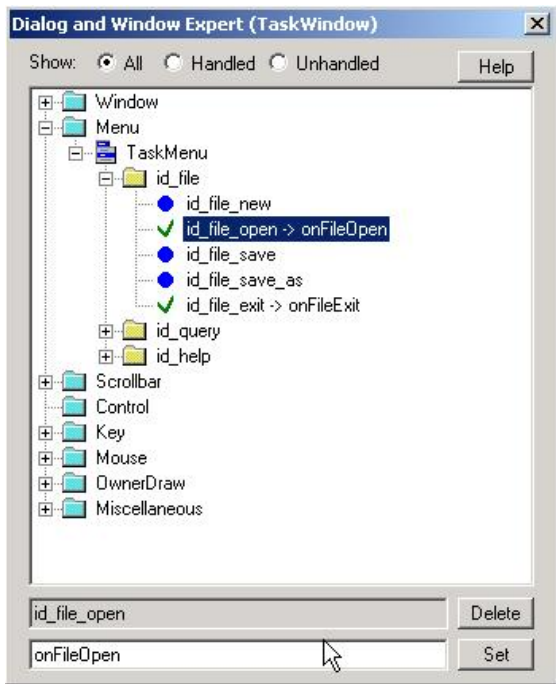 Dialog and Window Expert (TaskWindow)
Show: All Handled Unhandled Help
Window
Menu
TaskMenu
id_file
id_file_new
id_file_open -> onFileOpen
id_file_save
id_file_save_as
id_file_exit -> onFileExit
id_query
id_help
Scrollbar
Control
Key
Mouse
OwnerDraw
Miscellaneous
id_file_open Delete
onFileOpen Set